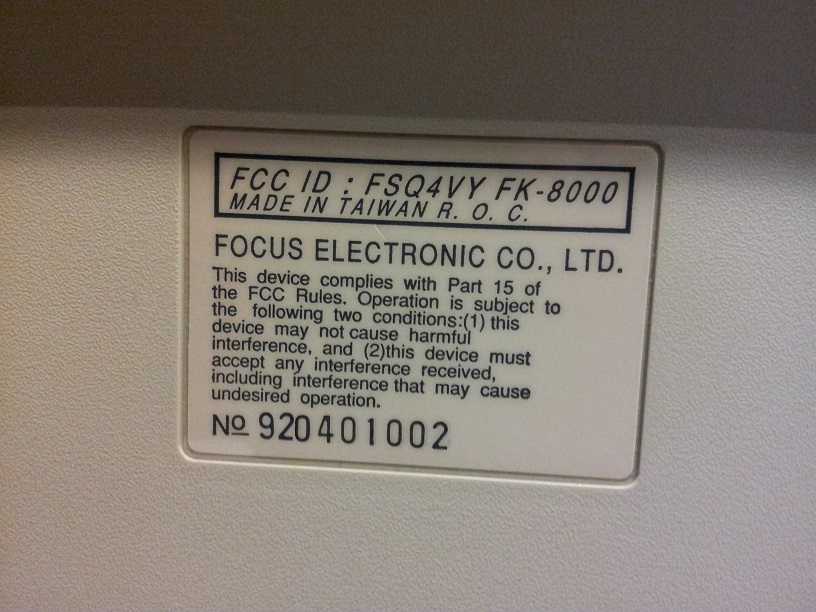 FCC ID : FSQ4VY FK-8000
MADE IN TAIWAN R. O. C.
FOCUS ELECTRONIC CO., LTD.
This device complies with Part 15 of
the FCC Rules. Operation is subject to
the following two conditions:(1) this
device may not cause harmful
interference, and (2)this device must
accept any interference received,
including interference that may cause
undesired operation.
Nº 920401002